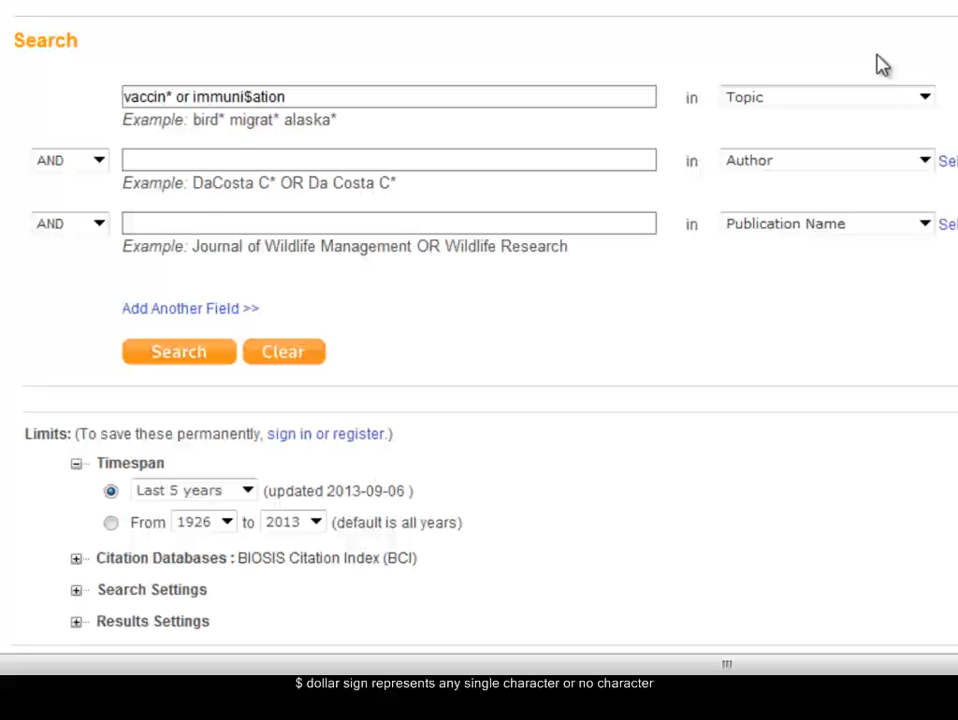 Search
vaccin* or immuni$ation in Topic
Example: bird* migrat* alaska*
AND in Author Sel
Example: DaCosta C* OR Da Costa C*
AND in Publication Name Sel
Example: Journal of Wildlife Management OR Wildlife Research
Add Another Field >>
Search Clear
Limits: (To save these permanently, sign in or register.)
Timespan
Last 5 years (updated 2013-09-06 )
From 1926 to 2013 (default is all years)
Citation Databases : BIOSIS Citation Index (BCI)
Search Settings
Results Settings
$ dollar sign represents any single character or no character